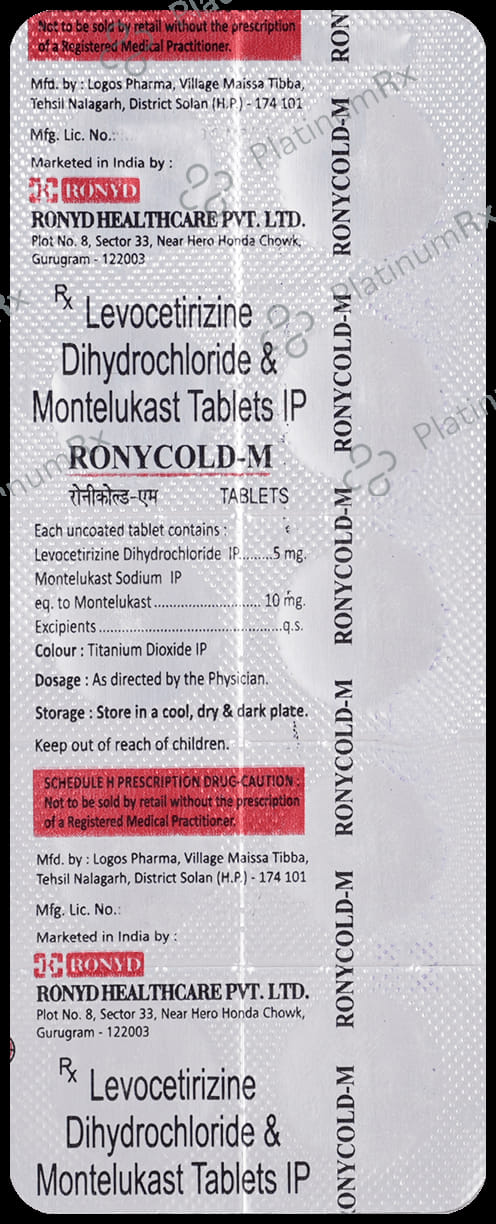 Not to be sold by retail without the prescription
of a Registered Medical Practitioner.
Mfd. by : Logos Pharma, Village Maissa Tibba,
Tehsil Nalagarh, District Solan (H.P.) - 174 101
Mfg. Lic. No.:
Marketed in India by :
RONYD
RONYD HEALTHCARE PVT. LTD.
Plot No. 8, Sector 33, Near Hero Honda Chowk,
Gurugram - 122003
Rx Levocetirizine
Dihydrochloride &
Montelukast Tablets IP
RONYCOLD-M
रोनीकोल्ड-एम TABLETS
Each uncoated tablet contains :
Levocetirizine Dihydrochloride IP........5 mg.
Montelukast Sodium IP
eq. to Montelukast........................ 10 mg.
Excipients.........................................q.s.
Colour : Titanium Dioxide IP
Dosage : As directed by the Physician.
Storage : Store in a cool, dry & dark plate.
Keep out of reach of children.
SCHEDULE H PRESCRIPTION DRUG-CAUTION :
Not to be sold by retail without the prescription
of a Registered Medical Practitioner.
Mfd. by : Logos Pharma, Village Maissa Tibba,
Tehsil Nalagarh, District Solan (H.P.) - 174 101
Mfg. Lic. No.:
Marketed in India by :
RONYD
RONYD HEALTHCARE PVT. LTD.
Plot No. 8, Sector 33, Near Hero Honda Chowk,
Gurugram - 122003
Rx Levocetirizine
Dihydrochloride &
Montelukast Tablets IP
RON
RONYCOLD-M
RONYCOLD-M
RONYCOLD-M
RONYCOLD-M
RONYCOLD-M
ONYCOLD-M
PlatinumRx
PlatinumRx
PlatinumRx
Platin
inumRx
Rx